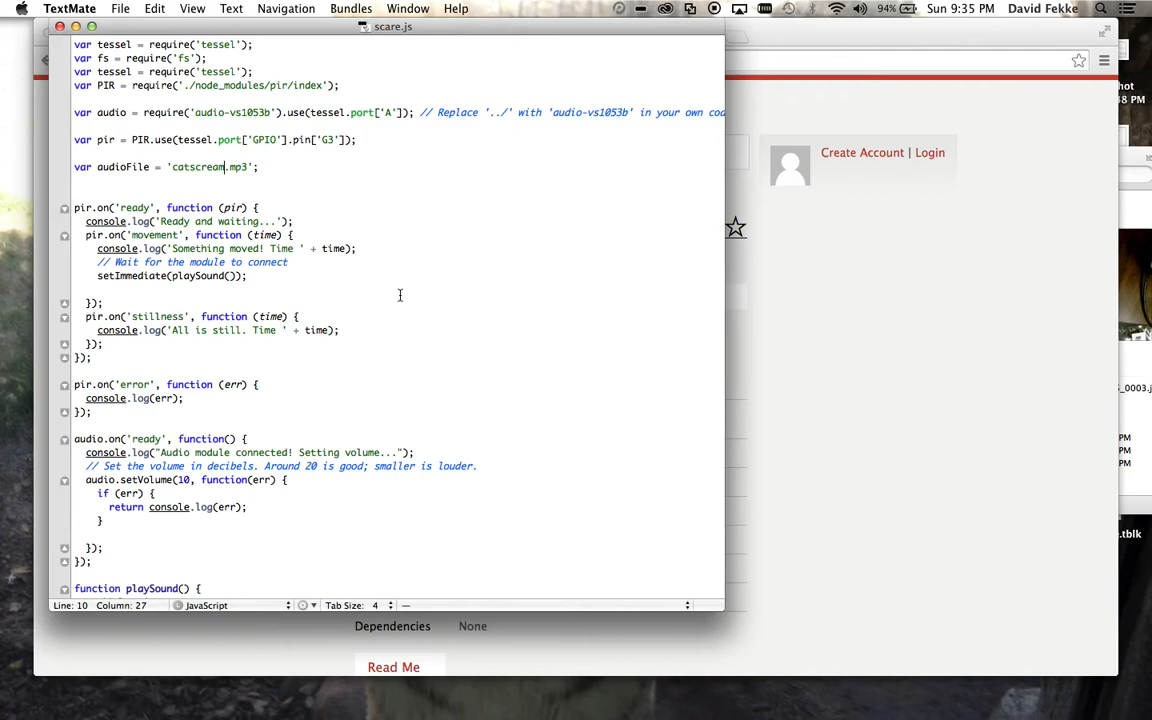 TextMate File Edit View Text Navigation Bundles Window Help 94% Sun 9:35 PM David Fekke
scare.js
var tessel = require('tessel');
var fs = require('fs');
var tessel = require('tessel');
var PIR = require('./node_modules/pir/index');
var audio = require('audio-vs1053b').use(tessel.port['A']); // Replace '../' with 'audio-vs1053b' in your own cod
var pir = PIR.use(tessel.port['GPIO'].pin['G3']);
var audioFile = 'catscream.mp3';
pir.on('ready', function (pir) {
console.log('Ready and waiting...');
pir.on('movement', function (time) {
console.log('Something moved! Time ' + time);
// Wait for the module to connect
setImmediate(playSound());
});
pir.on('stillness', function (time) {
console.log('All is still. Time ' + time);
});
});
pir.on('error', function (err) {
console.log(err);
});
audio.on('ready', function() {
console.log("Audio module connected! Setting volume...");
// Set the volume in decibels. Around 20 is good; smaller is louder.
audio.setVolume(10, function(err) {
if (err) {
return console.log(err);
}
});
});
function playSound() {
Line: 10 Column: 27 JavaScript Tab Size: 4 —
Create Account | Login
Dependencies None
Read Me
hot
8 PM
_0003.j
PM
PM
PM
e.tblk